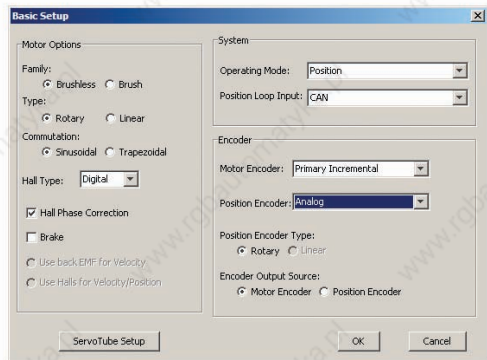 Basic Setup
Motor Options
Family:
Brushless
Brush
Type:
Rotary
Linear
Commutation:
Sinusoidal
Trapezoidal
Hall Type:
Digital
Hall Phase Correction
Brake
Use back EMF for Velocity
Use Halls for Velocity/Position
System
Operating Mode:
Position
Position Loop Input:
CAN
Encoder
Motor Encoder:
Primary Incremental
Position Encoder:
Analog
Position Encoder Type:
Rotary
Linear
Encoder Output Source:
Motor Encoder
Position Encoder
ServoTube Setup
OK
Cancel